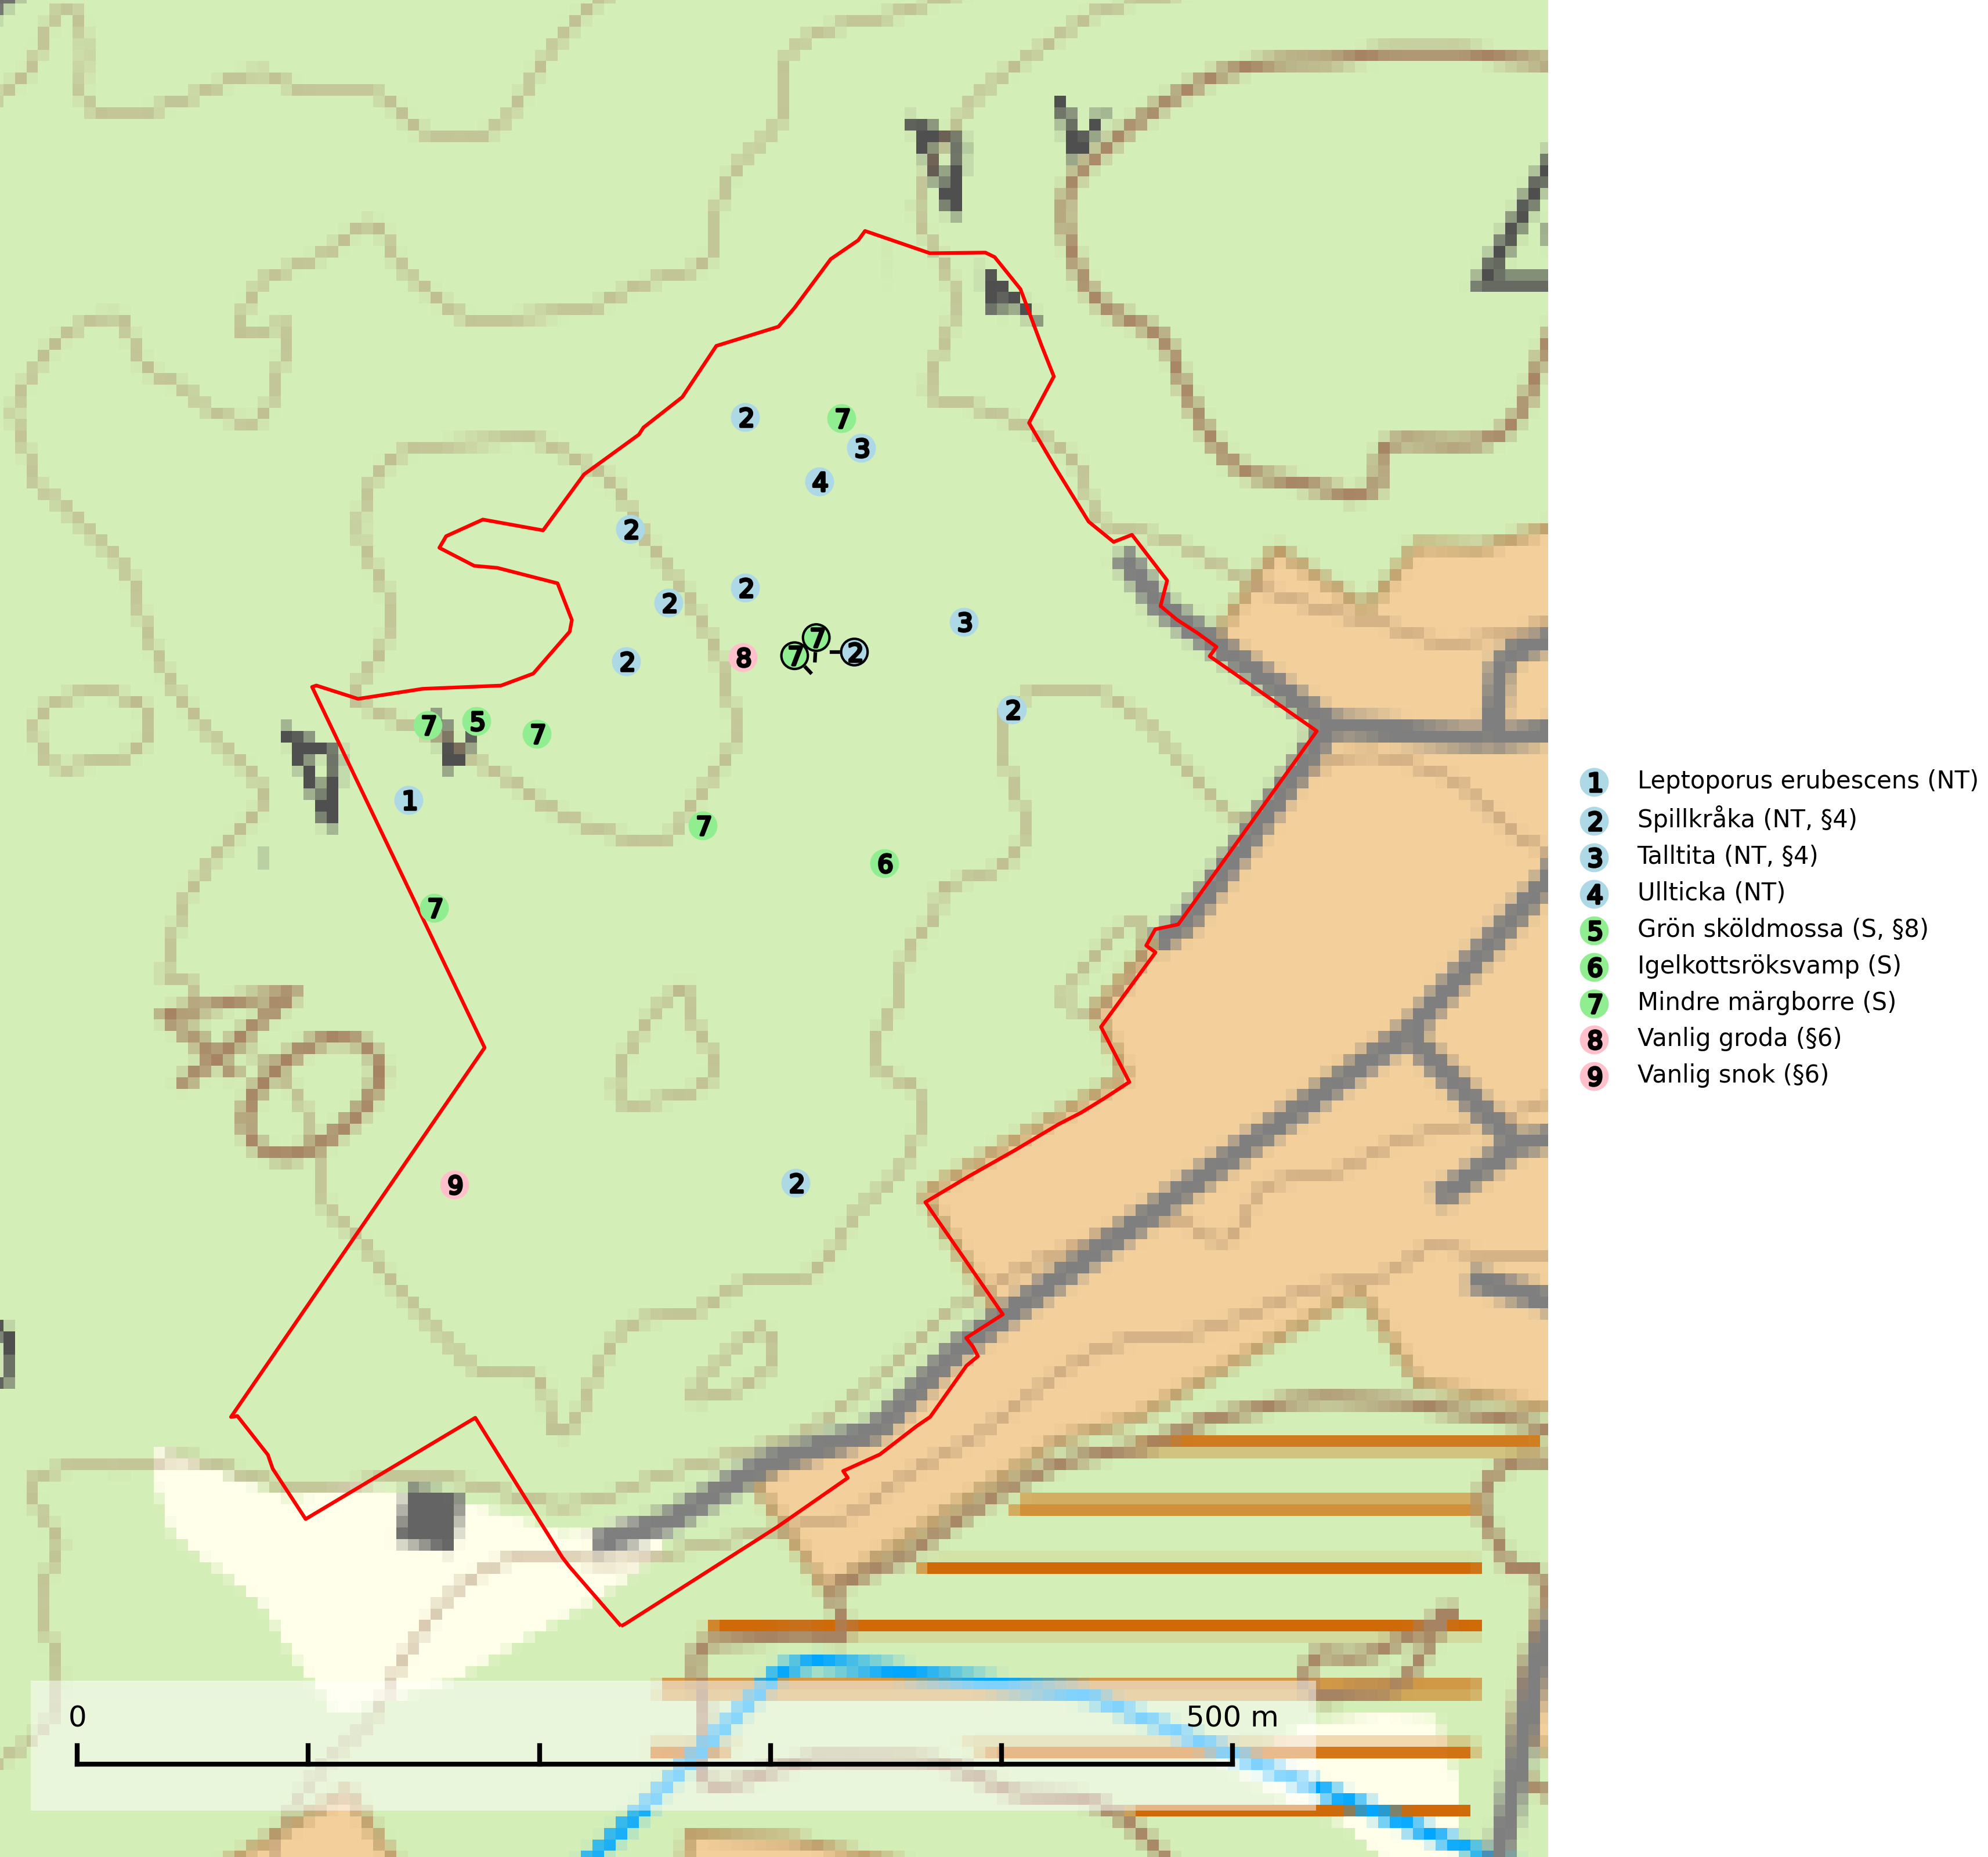 2
7
3
4
2
2
2
3
7
2
8
7
2
2
7
5
7
1
7
6
7
40
9
2
1 Leptoporus erubescens (NT)
2 Spillkråka (NT, §4)
3 Talltita (NT, §4)
4 Ullticka (NT)
5 Grön sköldmossa (S, §8)
6 Igelkottsröksvamp (S)
7 Mindre märgborre (S)
8 Vanlig groda (§6)
9 Vanlig snok (§6)
0 500 m